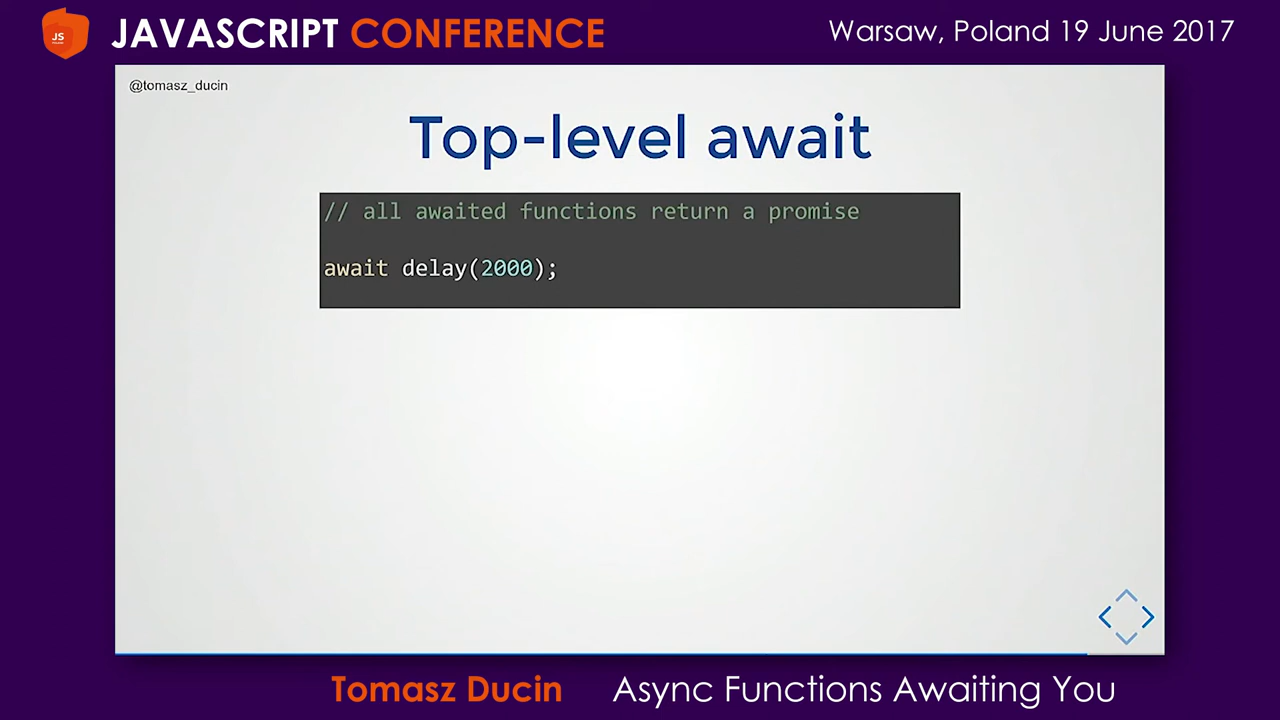 JS
JAVASCRIPT CONFERENCE
Warsaw, Poland 19 June 2017
@tomasz_ducin
Top-level await
// all awaited functions return a promise
await delay(2000);
Tomasz Ducin
Async Functions Awaiting You